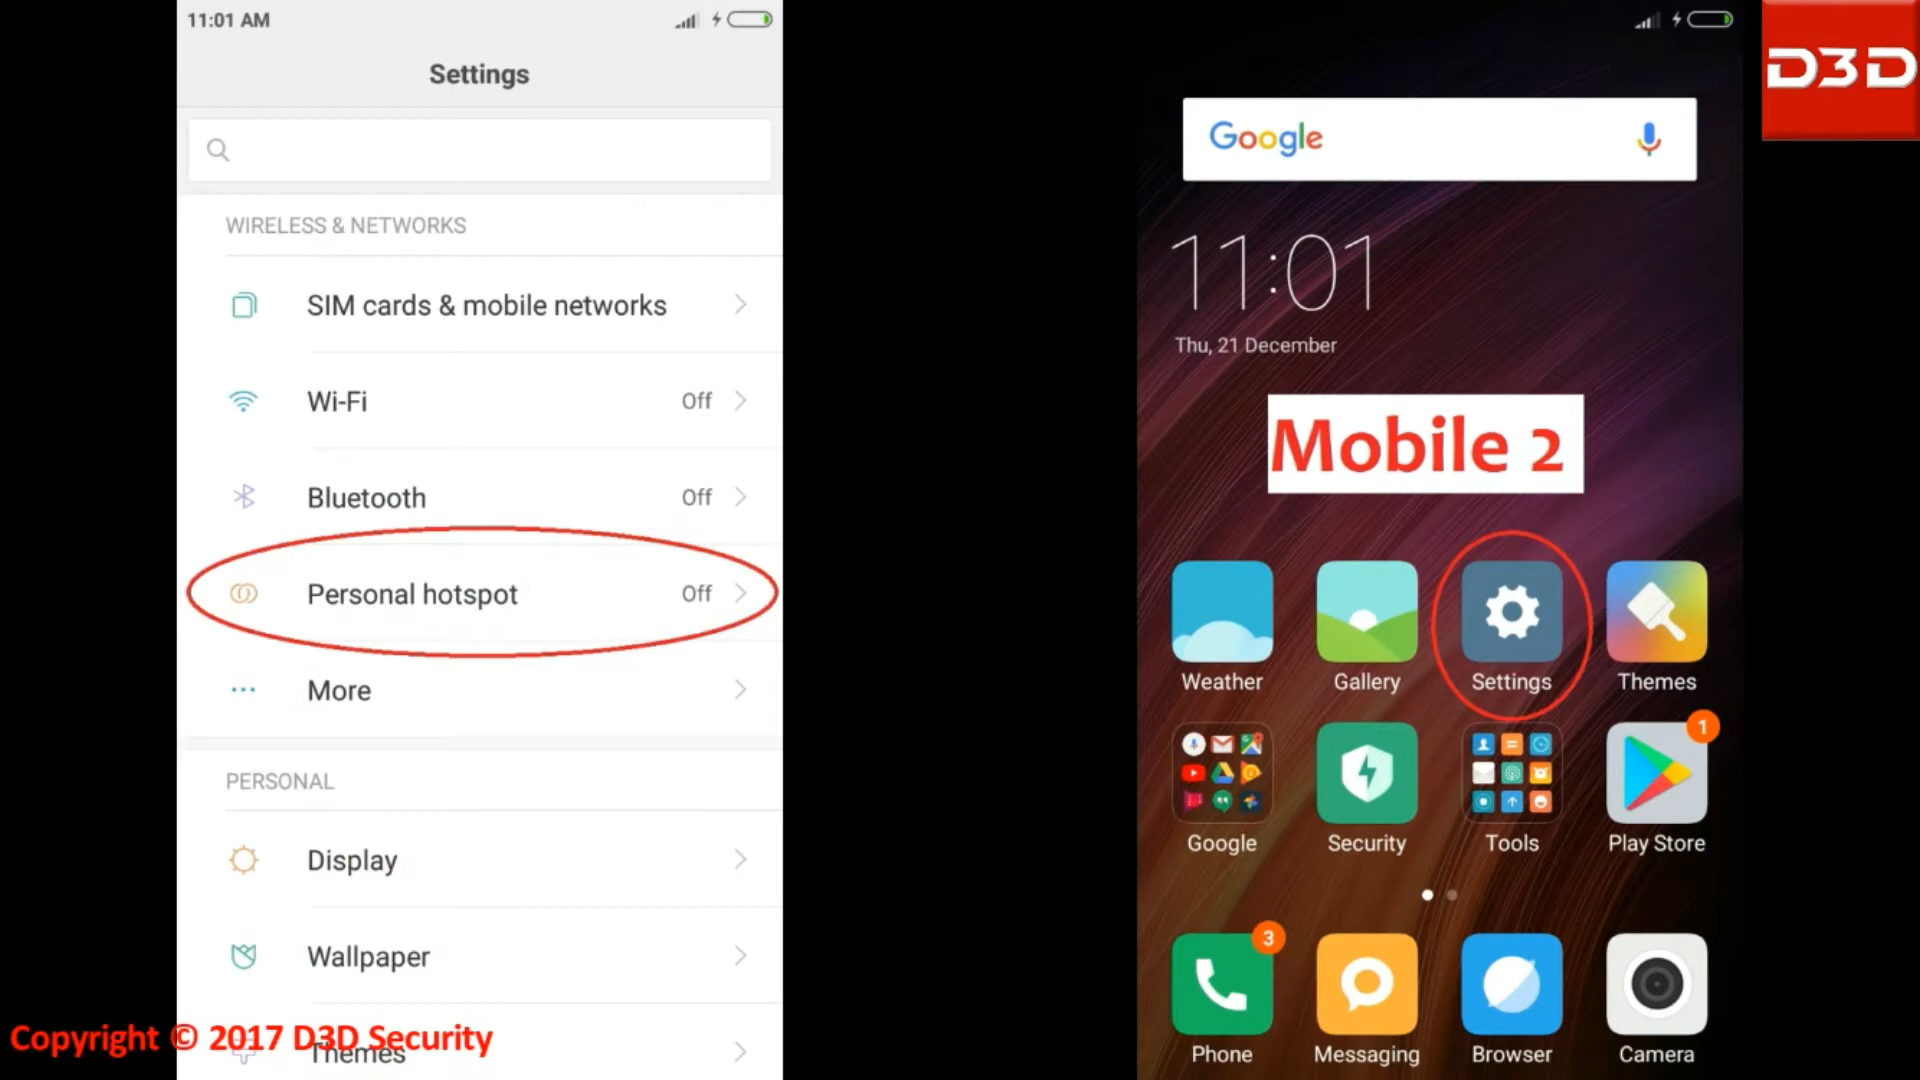 11:01 AM
Settings
WIRELESS & NETWORKS
SIM cards & mobile networks
Wi-Fi Off
Bluetooth Off
Personal hotspot Off
More
PERSONAL
Display
Wallpaper
Themes
Copyright © 2017 D3D Security
D3D
Google
11:01
Thu, 21 December
Mobile 2
Weather Gallery Settings Themes
1
Google Security Tools Play Store
3
Phone Messaging Browser Camera